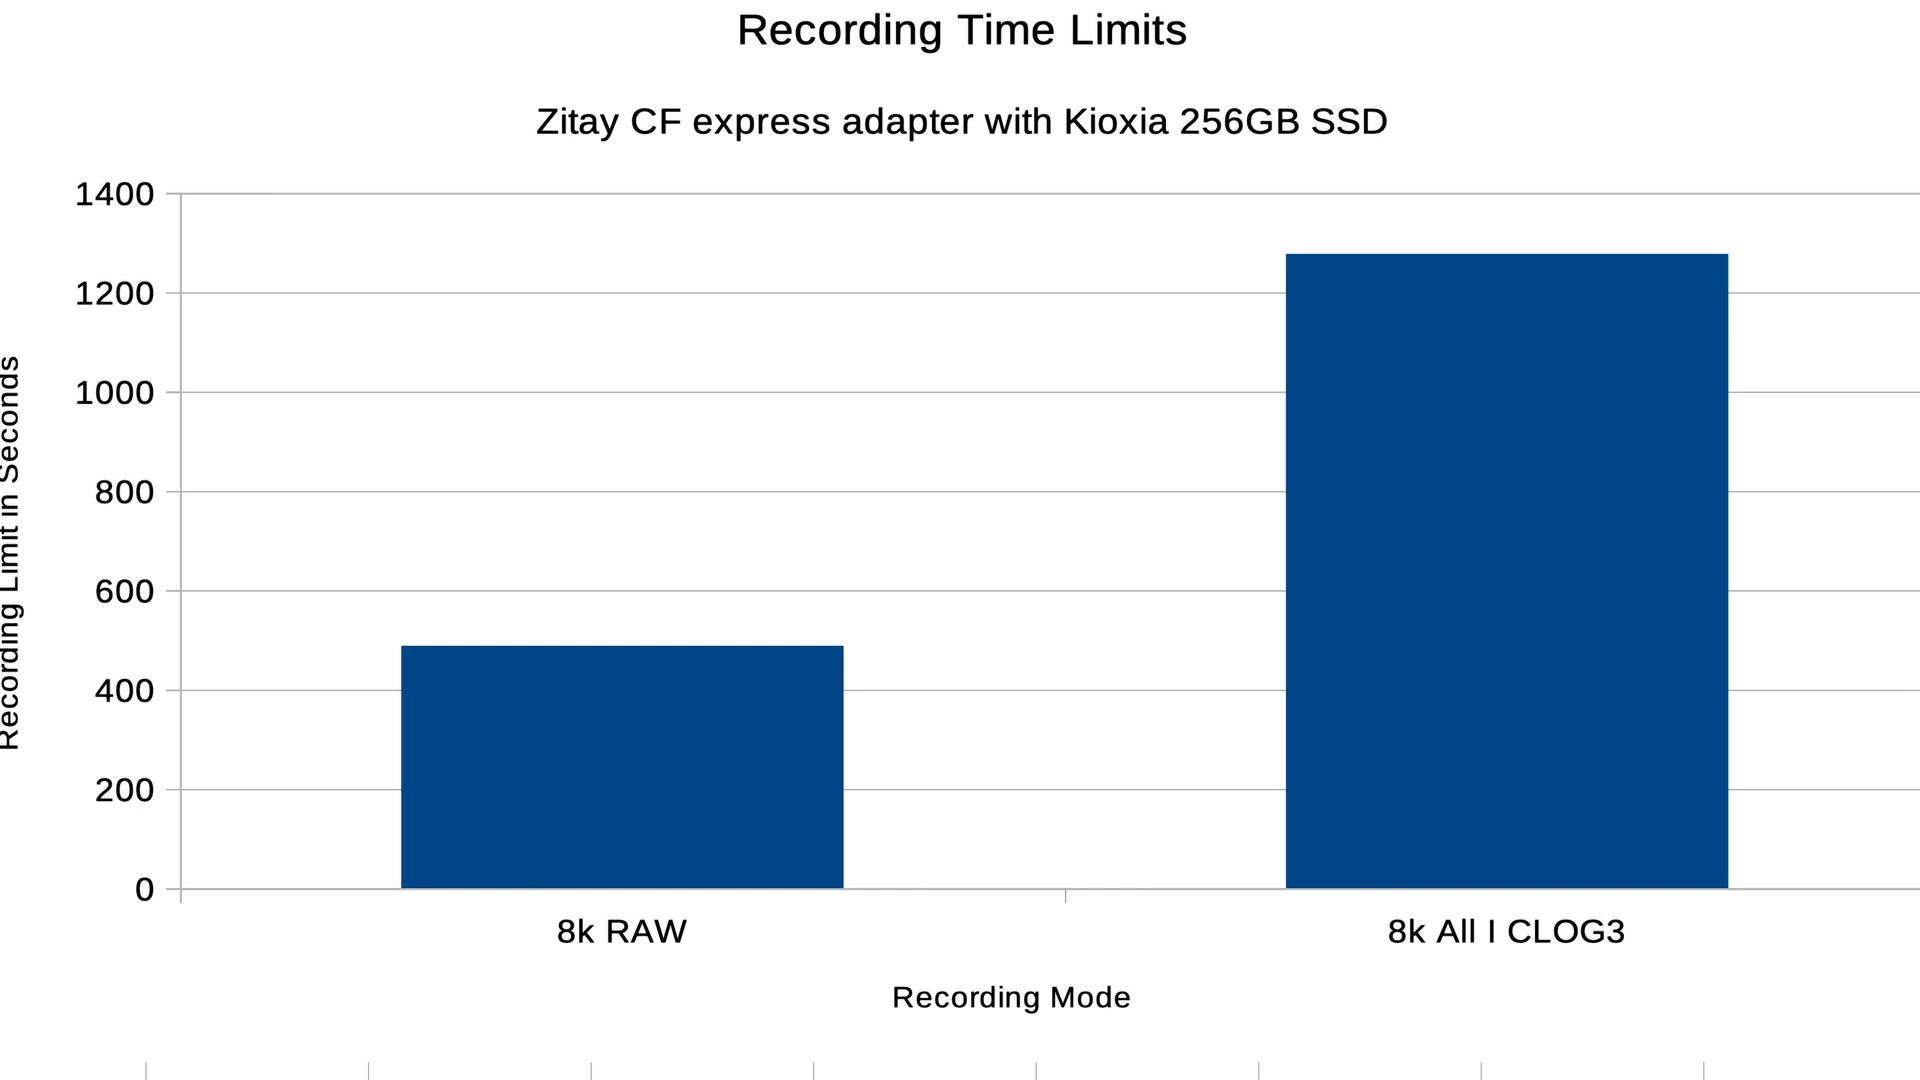 Recording Time Limits
Zitay CF express adapter with Kioxia 256GB SSD
1400
1200
1000
800
600
400
200
0
Recording Limit in Seconds
8k RAW
8k All I CLOG3
Recording Mode